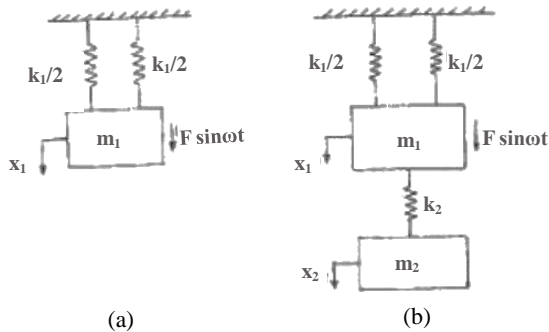 k₁/2
k₁/2
m₁
F sinωt
x₁
(a)
k₁/2
k₁/2
m₁
F sinωt
x₁
k₂
x₂
m₂
(b)